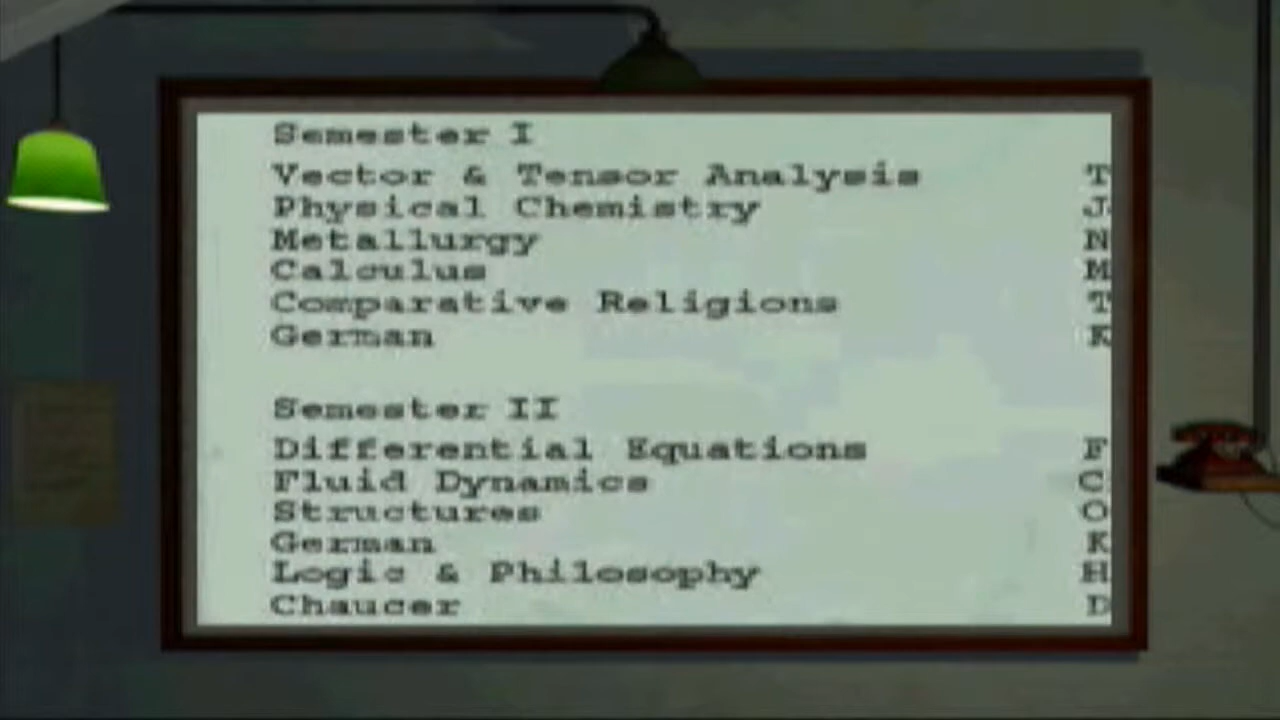 Semester I
Vector & Tensor Analysis T
Physical Chemistry J
Metallurgy N
Calculus M
Comparative Religions T
German K
Semester II
Differential Equations F
Fluid Dynamics C
Structures O
German K
Logic & Philosophy H
Chaucer D